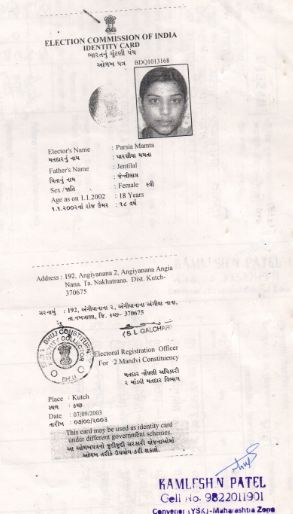 ELECTION COMMISSION OF INDIA
IDENTITY CARD
ભારતનું ચૂંટણી પંચ
ઓળખ પત્ર BDQ1013168
Elector's Name : Parsia Mamta
મતદારનું નામ : પારસીયા મમતા
Father's Name : Jentilal
પિતાનું નામ : જેન્તીલાલ
Sex / જાતિ : Female સ્ત્રી
Age as on 1.1.2002 : 18 Years
૧.૧.૨૦૦૨ના રોજ ઉંમર : ૧૮ વર્ષ
Address : 192, Angiyanana 2, Angiyanana Angia
Nana. Ta. Nakhatrana. Dist. Kutch-
370675
સરનામું : ૧૯૨, અંગીયાનાના ૨, અંગીયાનાના અંગીયા નાના,
370675
(S L GALCHAR)
Electoral Registration Officer
For 2 Mandvi Constituency
મતદાર નોંધણી અધિકારી
૨ માંડવી મતદાર વિભાગ
Place : Kutch
સ્થળ : કચ્છ
Date : 07/09/2003
તારીખ : ૦૭/૦૯/૨૦૦૩
This card may be used as identity card
under different government schemes.
આ ઓળખપત્રનો જુદીજુદી સરકારી યોજનાઓમાં
ઓળખ તરીકે ઉપયોગ કરી શકાશે.
KAMLESH N PATEL
Cell No. 9822011901
Convenor (YSK)-Maharashtra Zone